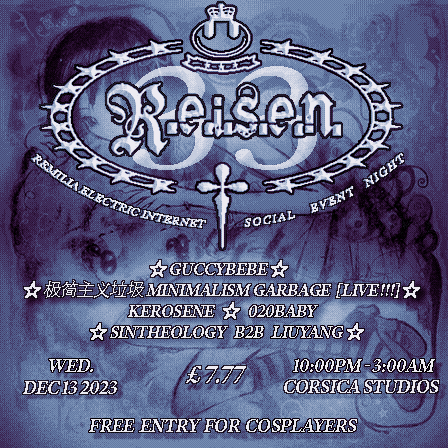 33
Reisen
REMILIA ELECTRIC INTERNET SOCIAL EVENT NIGHT
☆ GUCCYBEBE ☆
☆ 极简主义垃圾 MINIMALISM GARBAGE [LIVE!!!] ☆
KEROSENE ☆ 020BABY
☆ SINTHEOLOGY B2B LIUYANG ☆
WED.
DEC 13 2023
£7.77
10:00PM - 3:00AM
CORSICA STUDIOS
FREE ENTRY FOR COSPLAYERS